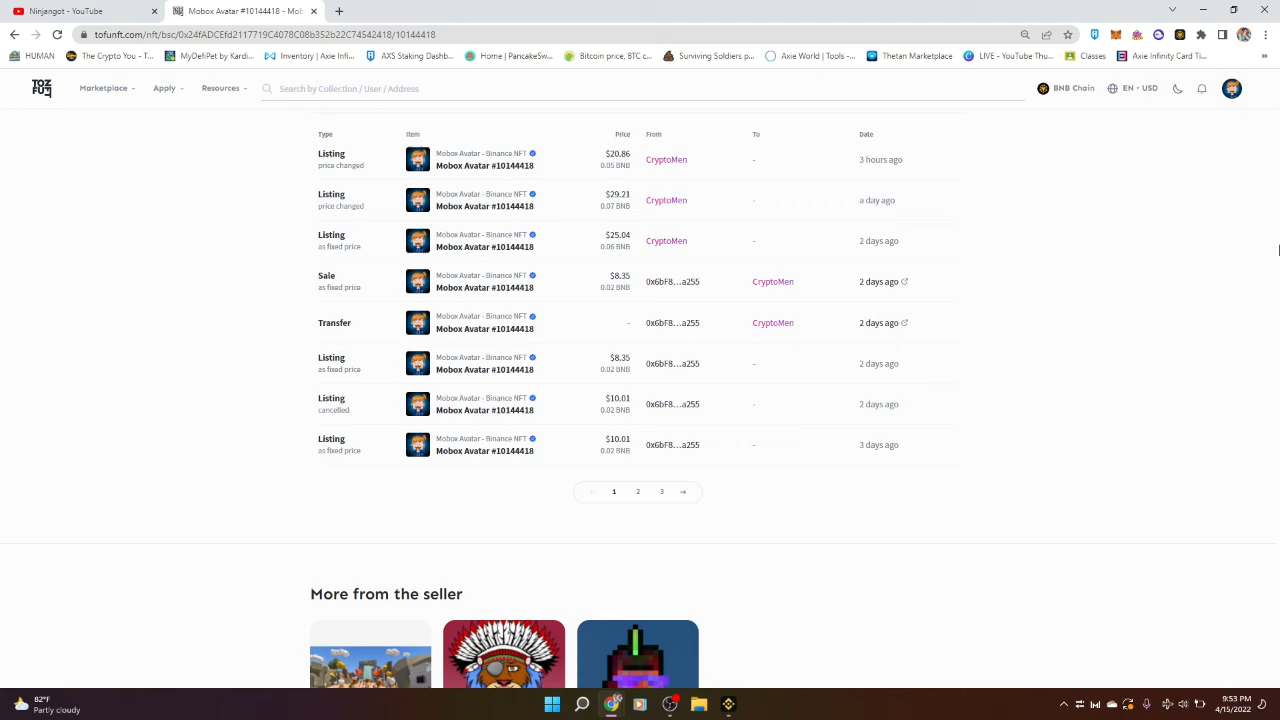 Ninjangot - YouTube
Mobox Avatar #10144418 - Mob
tofunft.com/nft/bsc/0x24fADCEfd2117719C4078C08b352b22C74542418/10144418
HUMAN
The Crypto You - T...
MyDefiPet by Kardi...
Inventory | Axie Infi...
AXS Staking Dashb...
Home | PancakeSw...
Bitcoin price, BTC c...
Surviving Soldiers p...
Axie World | Tools -...
Thetan Marketplace
LIVE - YouTube Thu...
Classes
Axie Infinity Card Ti...
»
Marketplace
Apply
Resources
Search by Collection / User / Address
BNB Chain
EN • USD
Type Item Price From To Date
Listing Mobox Avatar - Binance NFT $20.86 CryptoMen - 3 hours ago
price changed Mobox Avatar #10144418 0.05 BNB
Listing Mobox Avatar - Binance NFT $29.21 CryptoMen - a day ago
price changed Mobox Avatar #10144418 0.07 BNB
Listing Mobox Avatar - Binance NFT $25.04 CryptoMen - 2 days ago
as fixed price Mobox Avatar #10144418 0.06 BNB
Sale Mobox Avatar - Binance NFT $8.35 0x6bF8...a255 CryptoMen 2 days ago
as fixed price Mobox Avatar #10144418 0.02 BNB
Transfer Mobox Avatar - Binance NFT - 0x6bF8...a255 CryptoMen 2 days ago
Mobox Avatar #10144418
Listing Mobox Avatar - Binance NFT $8.35 0x6bF8...a255 - 2 days ago
as fixed price Mobox Avatar #10144418 0.02 BNB
Listing Mobox Avatar - Binance NFT $10.01 0x6bF8...a255 - 2 days ago
cancelled Mobox Avatar #10144418 0.02 BNB
Listing Mobox Avatar - Binance NFT $10.01 0x6bF8...a255 - 3 days ago
as fixed price Mobox Avatar #10144418 0.02 BNB
1 2 3
More from the seller
82°F
Partly cloudy
9:53 PM
4/15/2022